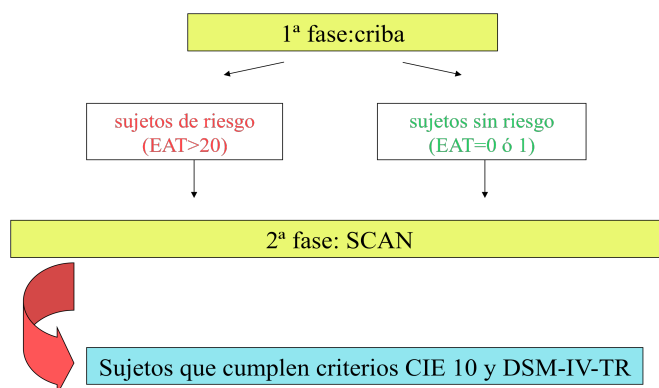 1ª fase:criba
sujetos de riesgo
(EAT>20)
sujetos sin riesgo
(EAT=0 ó 1)
2ª fase: SCAN
Sujetos que cumplen criterios CIE 10 y DSM-IV-TR